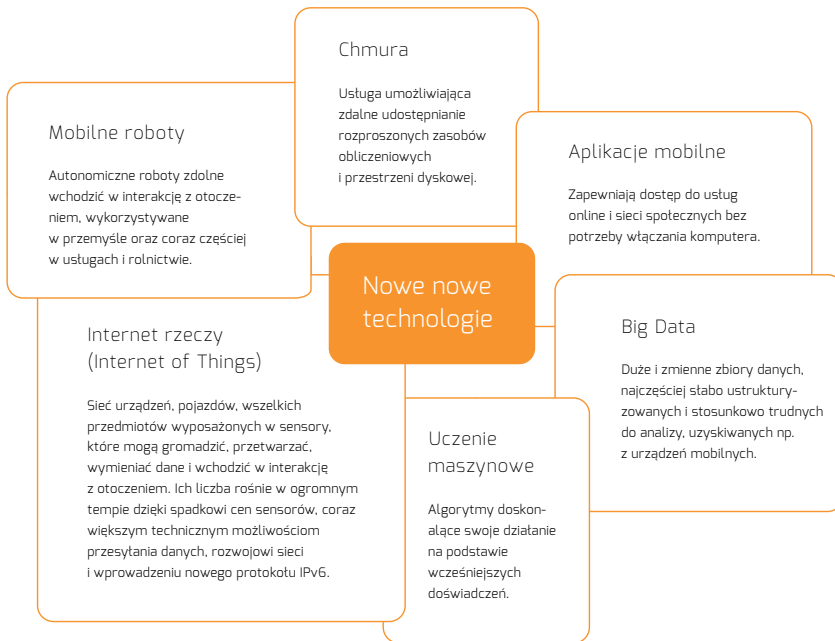 Chmura
Usługa umożliwiająca
zdalne udostępnianie
rozproszonych zasobów
obliczeniowych
i przestrzeni dyskowej.
Mobilne roboty
Autonomiczne roboty zdolne
wchodzić w interakcję z otocze-
niem, wykorzystywane
w przemyśle oraz coraz częściej
w usługach i rolnictwie.
Aplikacje mobilne
Zapewniają dostęp do usług
online i sieci społecznych bez
potrzeby włączania komputera.
Nowe nowe
technologie
Internet rzeczy
(Internet of Things)
Sieć urządzeń, pojazdów, wszelkich
przedmiotów wyposażonych w sensory,
które mogą gromadzić, przetwarzać,
wymieniać dane i wchodzić w interakcję
z otoczeniem. Ich liczba rośnie w ogromnym
tempie dzięki spadkowi cen sensorów, coraz
większym technicznym możliwościom
przesyłania danych, rozwojowi sieci
i wprowadzeniu nowego protokołu IPv6.
Big Data
Duże i zmienne zbiory danych,
najczęściej słabo ustruktury-
zowanych i stosunkowo trudnych
do analizy, uzyskiwanych np.
z urządzeń mobilnych.
Uczenie
maszynowe
Algorytmy doskon-
alące swoje działanie
na podstawie
wcześniejszych
doświadczeń.